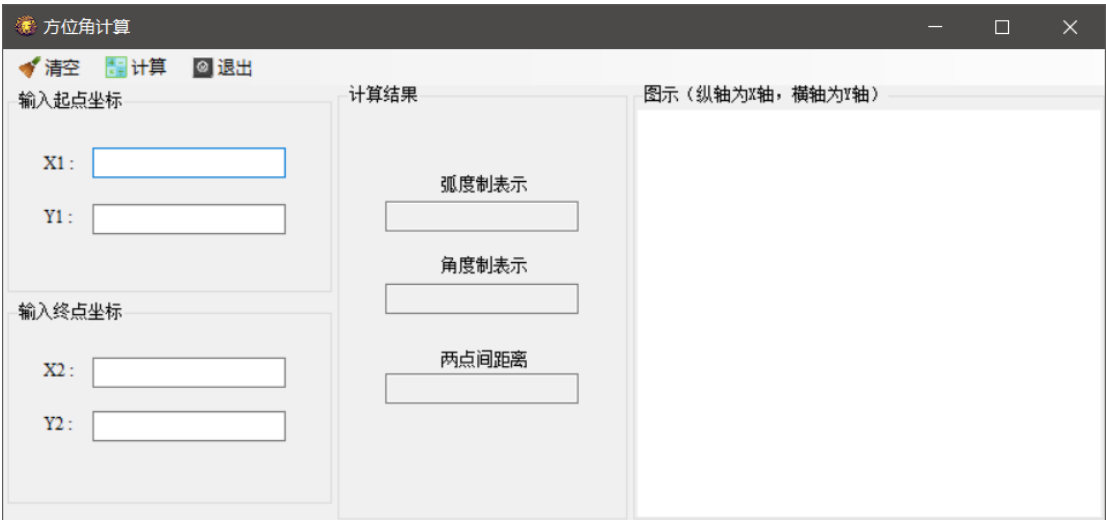 方位角计算
清空 计算 退出
输入起点坐标
X1：
Y1：
输入终点坐标
X2：
Y2：
计算结果
弧度制表示
角度制表示
两点间距离
图示（纵轴为X轴，横轴为Y轴）